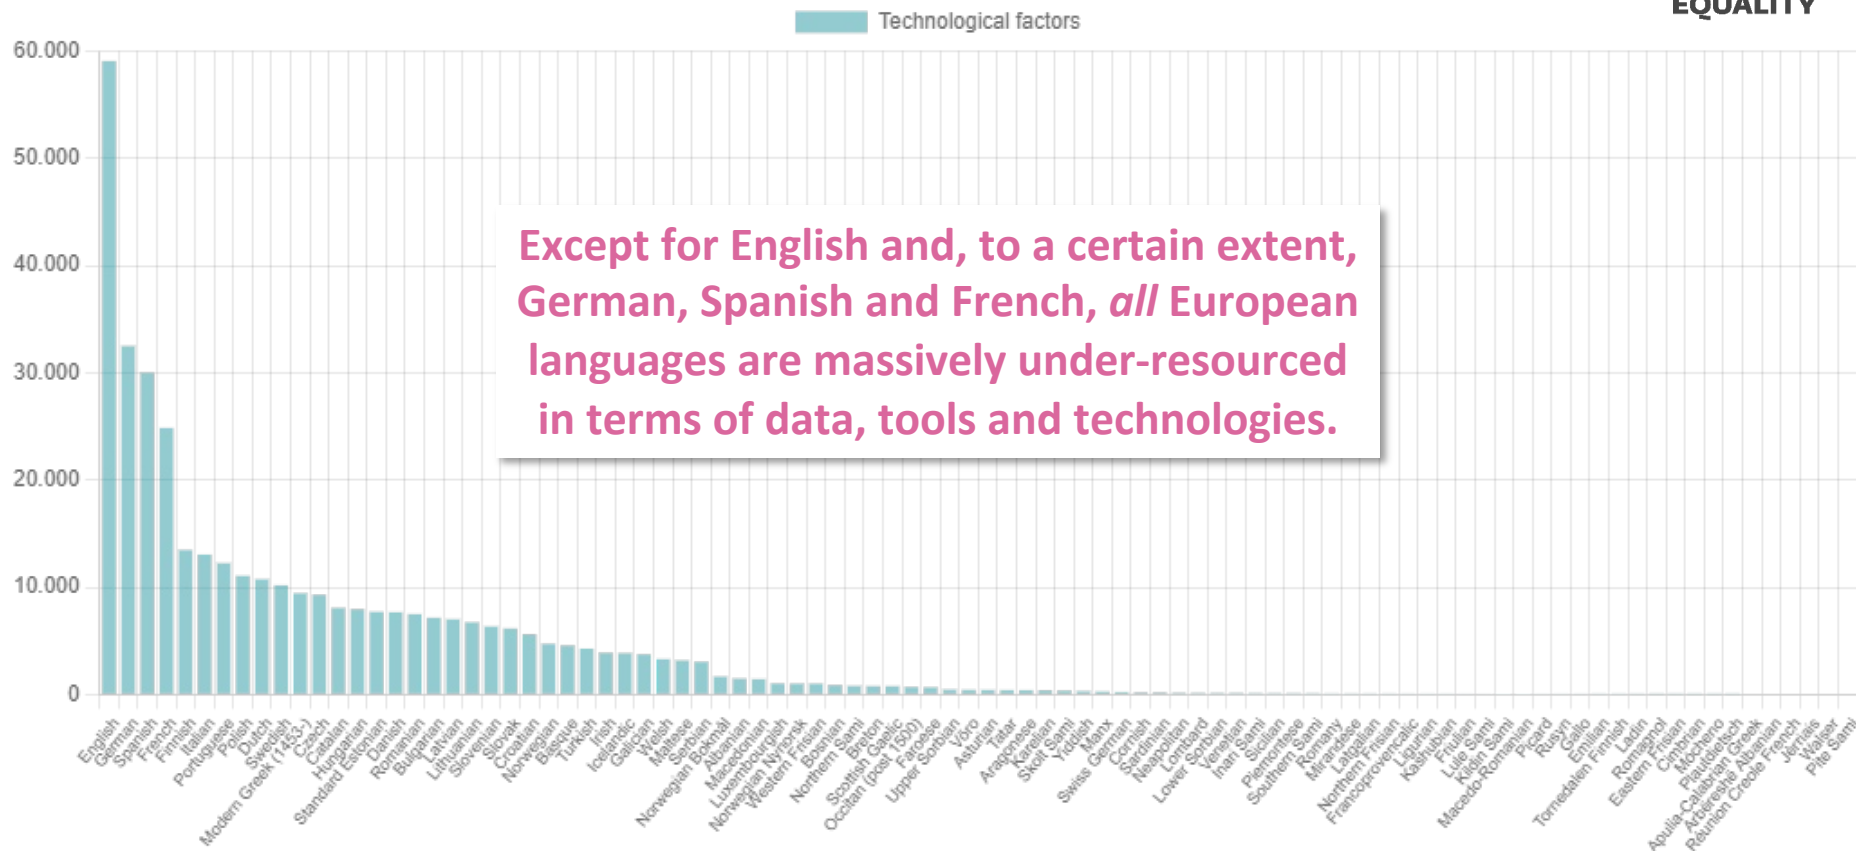 EQUALITY
Technological factors
60.000
50.000
40.000
30.000
20.000
10.000
0
Except for English and, to a certain extent,
German, Spanish and French, all European
languages are massively under-resourced
in terms of data, tools and technologies.
English
German
Spanish
French
Finnish
Italian
Portuguese
Polish
Dutch
Swedish
Modern Greek (1453-)
Czech
Catalan
Hungarian
Standard Estonian
Danish
Romanian
Bulgarian
Latvian
Lithuanian
Slovenian
Slovak
Croatian
Norwegian
Basque
Turkish
Irish
Icelandic
Galician
Welsh
Maltese
Serbian
Norwegian Bokmål
Albanian
Macedonian
Luxembourgish
Norwegian Nynorsk
Western Frisian
Bosnian
Northern Sami
Breton
Scottish Gaelic
Occitan (post 1500)
Faroese
Upper Sorbian
Võro
Asturian
Tatar
Aragonese
Karelian
Skolt Sami
Yiddish
Manx
Swiss German
Cornish
Sardinian
Neapolitan
Lombard
Lower Sorbian
Venetian
Inari Sami
Sicilian
Piemontese
Southern Sami
Romany
Mirandese
Latgalian
Northern Frisian
Francoprovencalic
Ligurian
Kashubian
Friulian
Lule Sami
Kildin Sami
Macedo-Romanian
Picard
Rusyn
Gallo
Emilian
Tornedalen Finnish
Ladin
Romagnol
Eastern Frisian
Cimbrian
Mocheno
Plautdietsch
Apulia-Calabrian Greek
Arbëreshë Albanian
Réunion Creole French
Jèrriais
Walser
Pite Sami